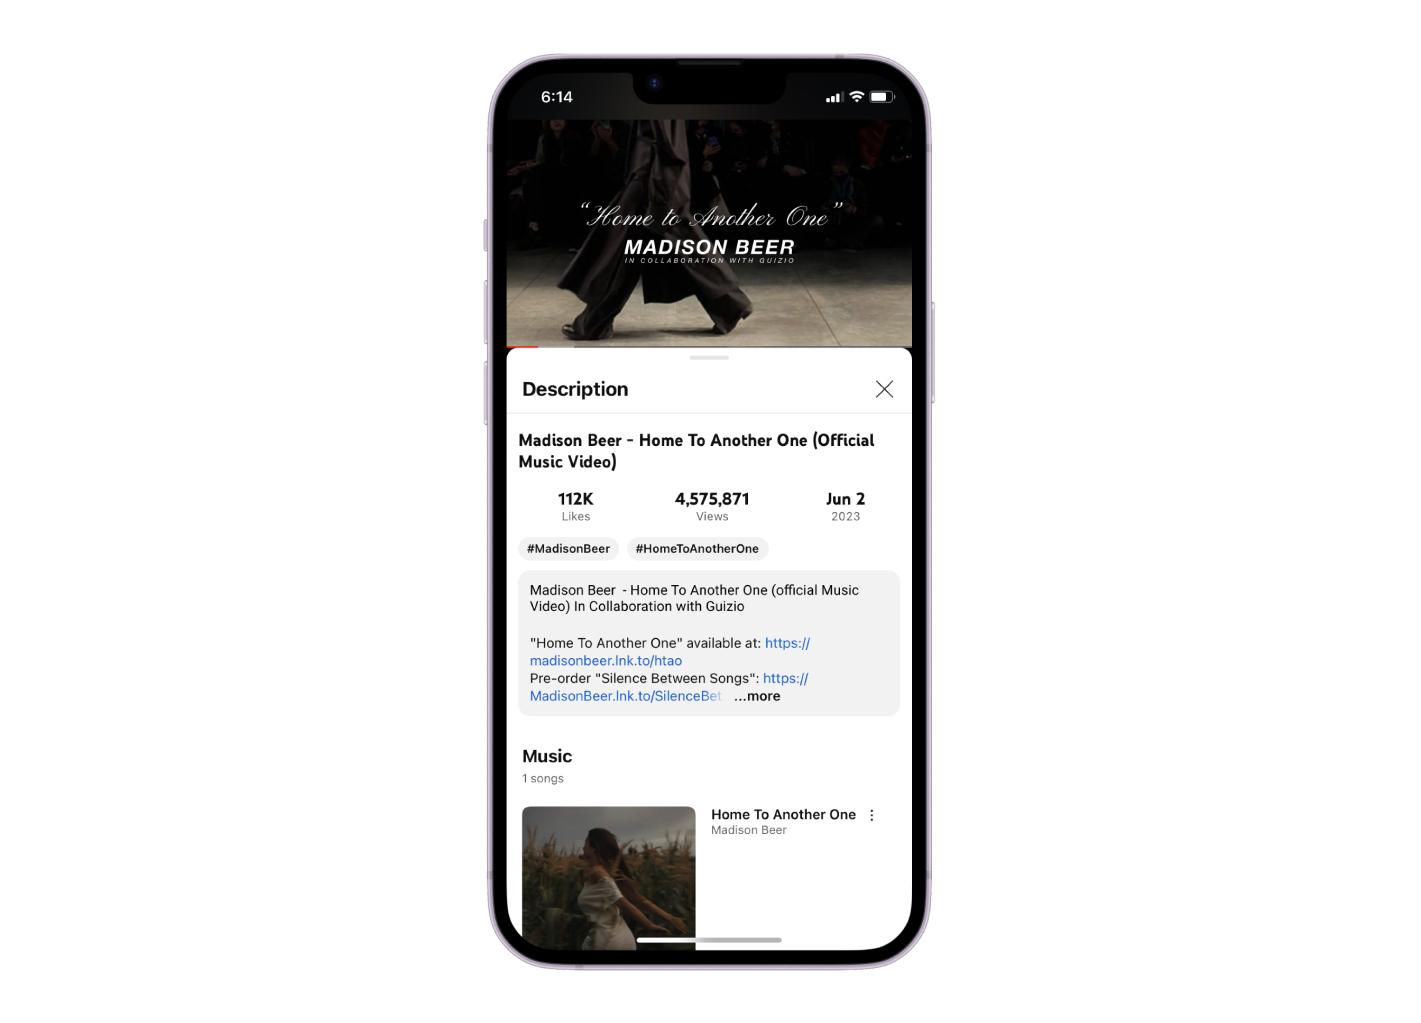 6:14
“Home to Another One”
MADISON BEER
IN COLLABORATION WITH GUIZIO
Description
Madison Beer - Home To Another One (Official
Music Video)
112K 4,575,871 Jun 2
Likes Views 2023
#MadisonBeer #HomeToAnotherOne
Madison Beer - Home To Another One (official Music
Video) In Collaboration with Guizio
"Home To Another One" available at: https://
madisonbeer.lnk.to/htao
Pre-order "Silence Between Songs": https://
MadisonBeer.lnk.to/SilenceBet ...more
Music
1 songs
Home To Another One
Madison Beer